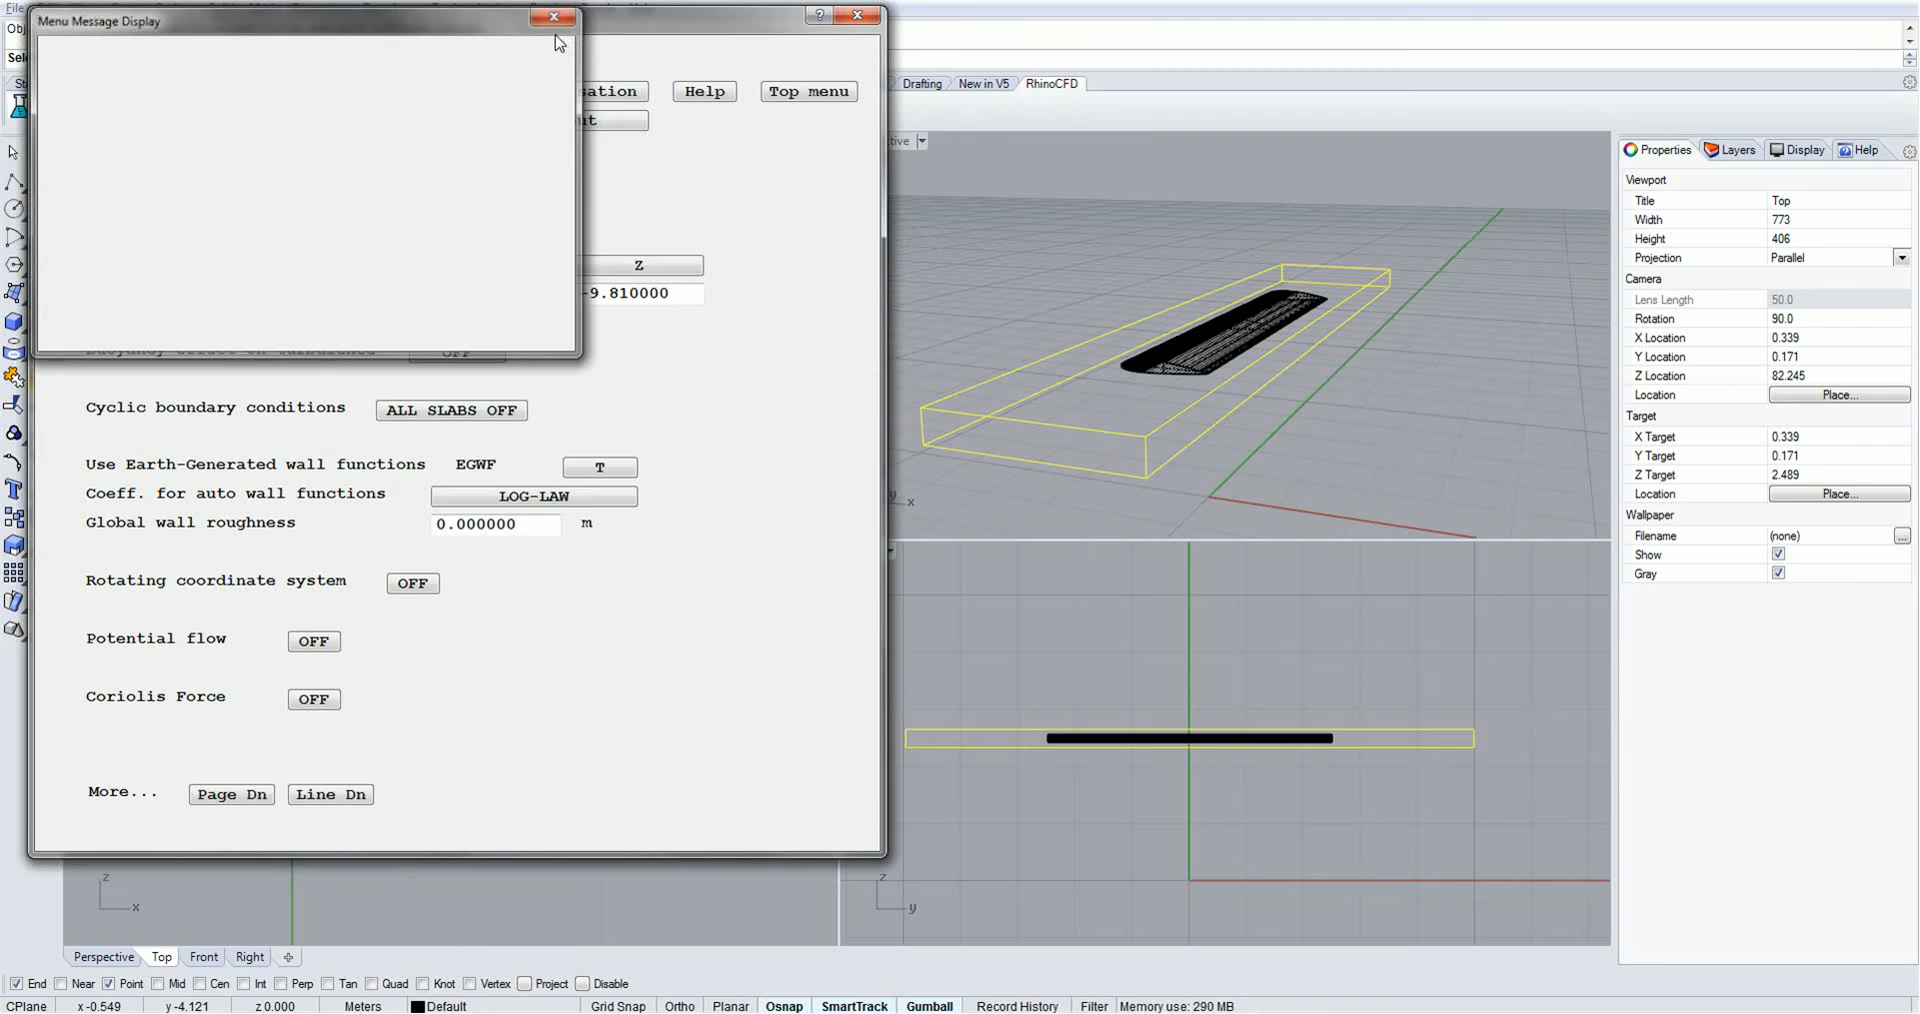 Menu Message Display
?
File
Obj
Sele
sation
Help
Top menu
ut
Z
-9.810000
OFF
Cyclic boundary conditions ALL SLABS OFF
Use Earth-Generated wall functions EGWF T
Coeff. for auto wall functions LOG-LAW
Global wall roughness 0.000000 m
Rotating coordinate system OFF
Potential flow OFF
Coriolis Force OFF
More... Page Dn Line Dn
Drafting New in V5 RhinoCFD
tive
y x
z x
z y
Properties Layers Display Help
Viewport
Title Top
Width 773
Height 406
Projection Parallel
Camera
Lens Length 50.0
Rotation 90.0
X Location 0.339
Y Location 0.171
Z Location 82.245
Location Place...
Target
X Target 0.339
Y Target 0.171
Z Target 2.489
Location Place...
Wallpaper
Filename (none) ...
Show
Gray
Perspective Top Front Right
End Near Point Mid Cen Int Perp Tan Quad Knot Vertex Project Disable
CPlane x -0.549 y -4.121 z 0.000 Meters Default Grid Snap Ortho Planar Osnap SmartTrack Gumball Record History Filter Memory use: 290 MB